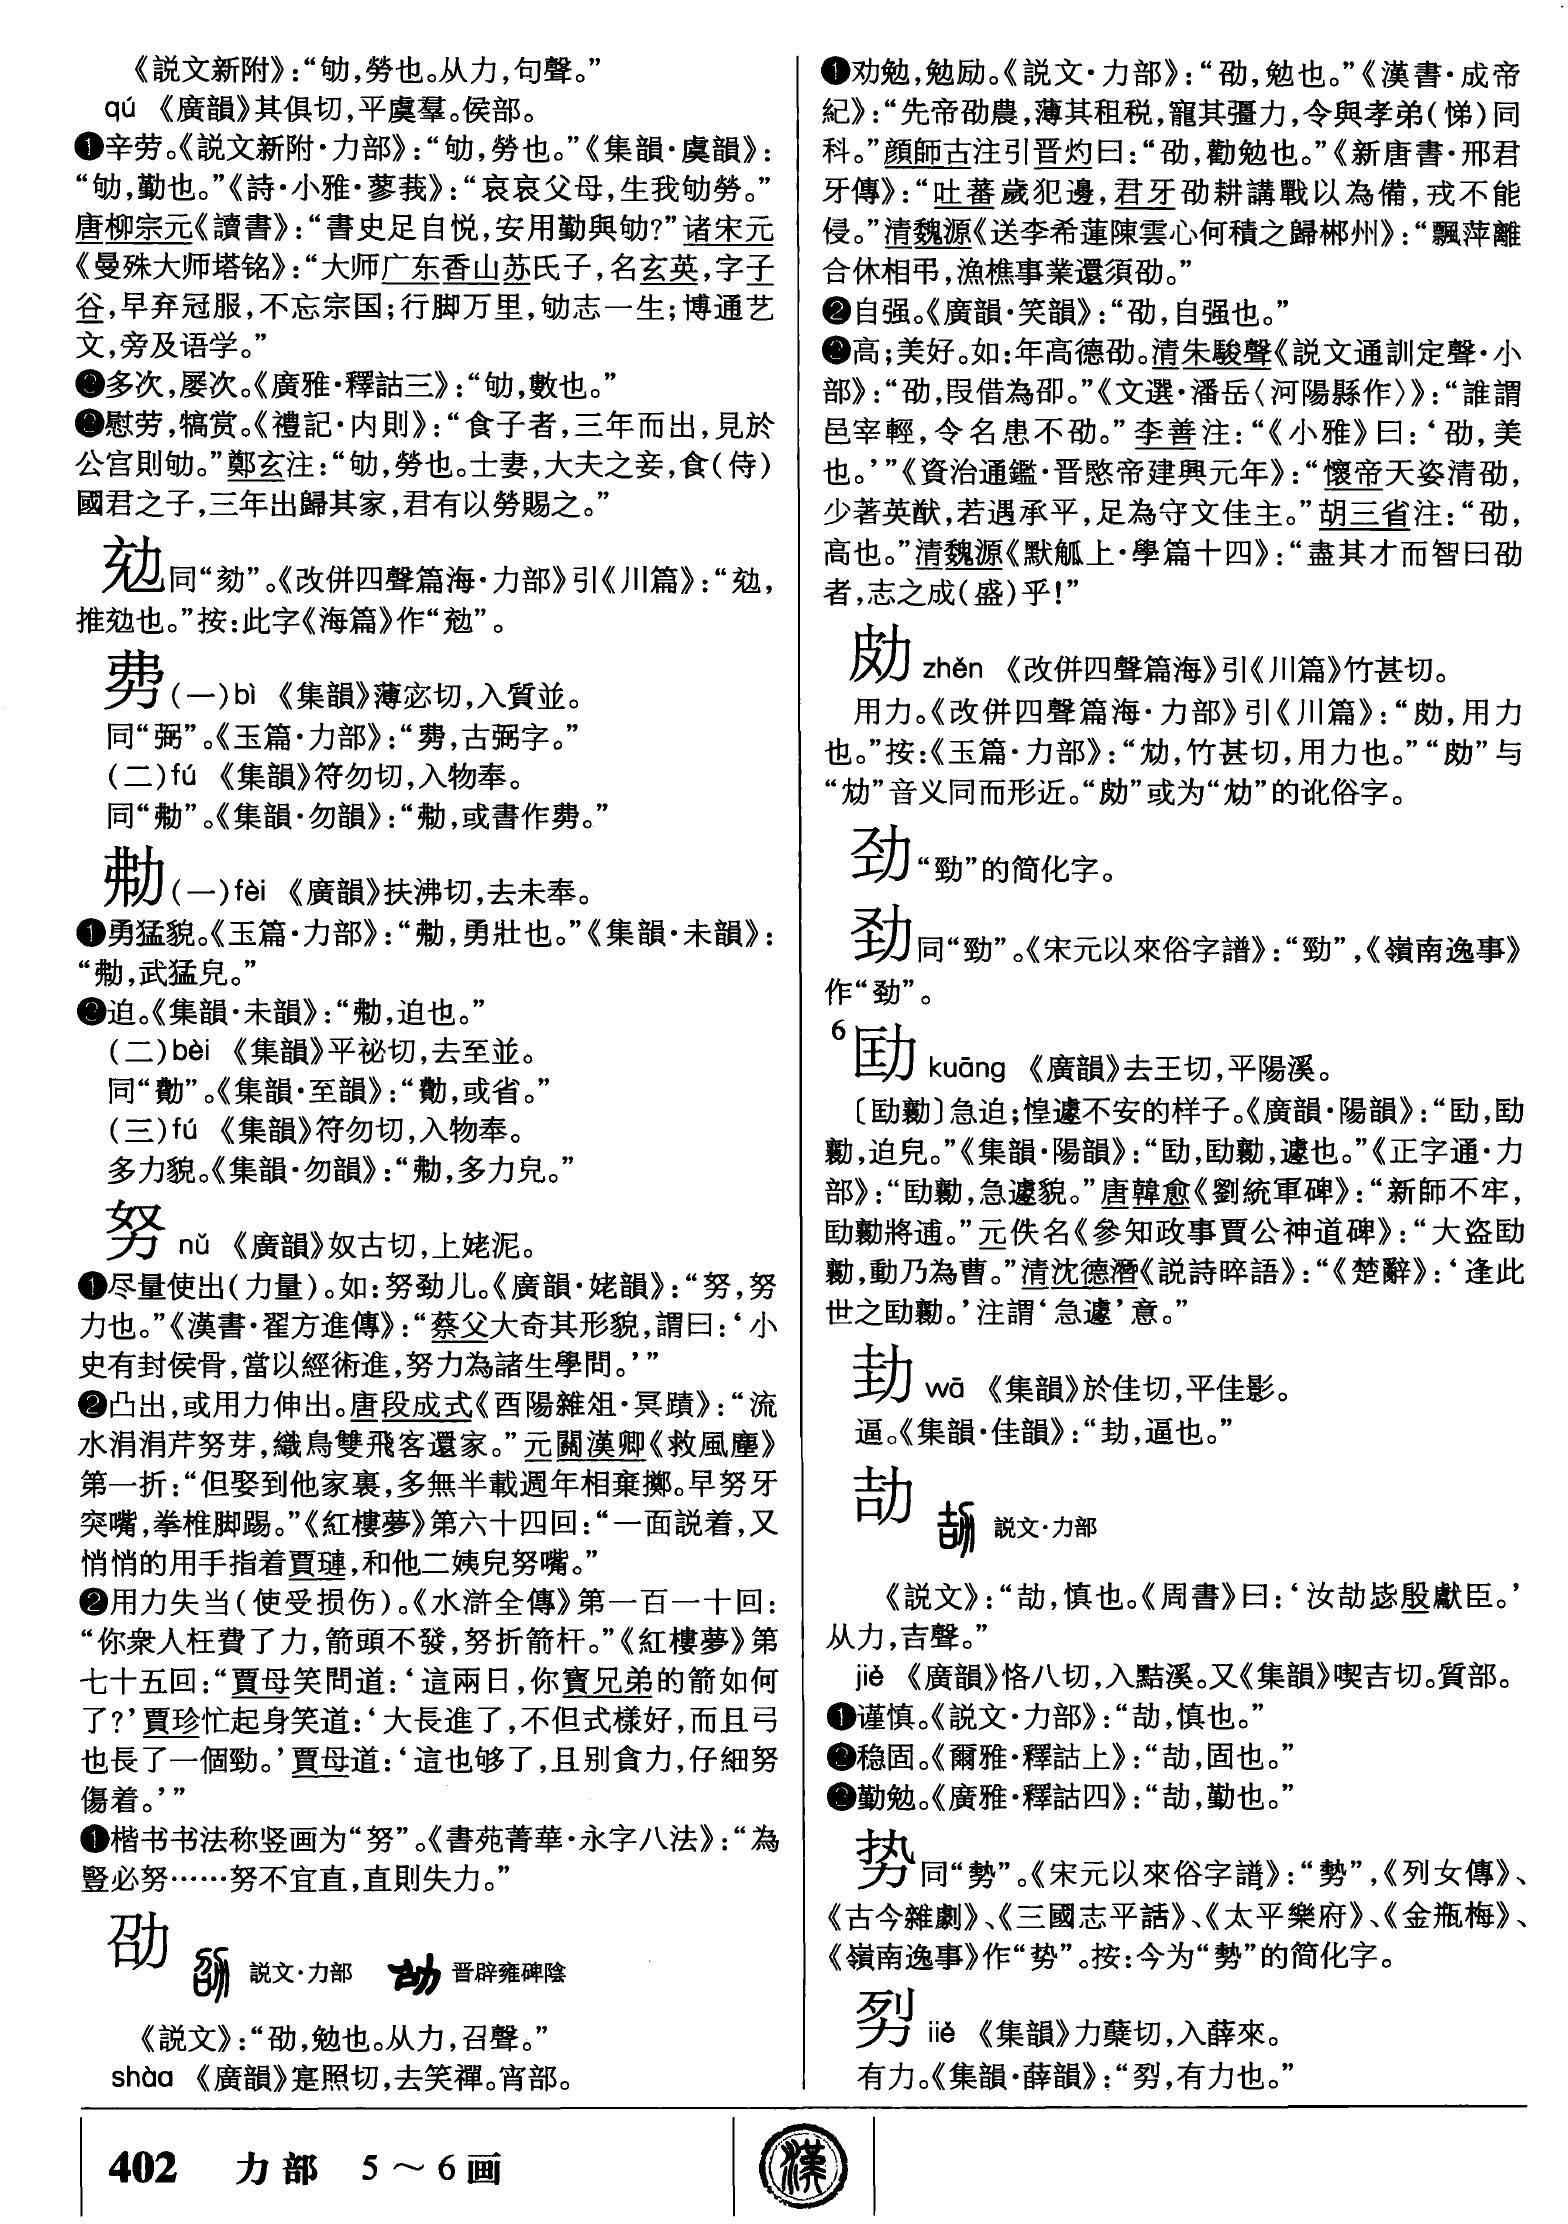 《説文新附》：“劬，勞也。从力，句聲。”
qú 《廣韻》其俱切，平虞羣。侯部。
❶辛劳。《説文新附·力部》：“劬，勞也。”《集韻·虞韻》：
“劬，勤也。”《詩·小雅·蓼莪》：“哀哀父母，生我劬勞。”
唐柳宗元《讀書》：“書史足自悦，安用勤與劬？”诸宋元
《曼殊大师塔铭》：“大师广东香山苏氏子，名玄英，字子
谷，早弃冠服，不忘宗国；行脚万里，劬志一生；博通艺
文，旁及语学。”
❷多次，屡次。《廣雅·釋詁三》：“劬，數也。”
❸慰劳，犒赏。《禮記·内則》：“食子者，三年而出，見於
公宫則劬。”鄭玄注：“劬，勞也。士妻，大夫之妾，食（侍）
國君之子，三年出歸其家，君有以勞賜之。”
同“劾”。《改併四聲篇海·力部》引《川篇》：
推也。”按：此字《海篇》作
（一）bì 《集韻》薄宓切，入質並。
同“弼”。《玉篇·力部》：“㔗，古弼字。”
（二）fú 《集韻》符勿切，入物奉。
同“㔗”。《集韻·勿韻》：“㔗，或書作
㔗（一）fèi 《廣韻》扶沸切，去未奉。
❶勇猛貌。《玉篇·力部》：“㔗，勇壯也。”《集韻·未韻》：
“㔗，武猛皃。”
❷迫。《集韻·未韻》：“㔗，迫也。”
（二）bèi 《集韻》平祕切，去至並。
同“㔨”。《集韻·至韻》：“㔨，或省。”
（三）fú 《集韻》符勿切，入物奉。
多力貌。《集韻·勿韻》：“㔗，多力皃。”
努 nǔ 《廣韻》奴古切，上姥泥。
❶尽量使出（力量）。如：努劲儿。《廣韻·姥韻》：“努，努
力也。”《漢書·翟方進傳》：“蔡父大奇其形貌，謂曰：‘小
史有封侯骨，當以經術進，努力為諸生學問。’”
❷凸出，或用力伸出。唐段成式《酉陽雜俎·冥蹟》：“流
水涓涓芹努芽，織鳥雙飛客還家。”元關漢卿《救風塵》
第一折：“但娶到他家裏，多無半載週年相棄擲。早努牙
突嘴，拳椎脚踢。”《紅樓夢》第六十四回：“一面説着，又
悄悄的用手指着賈璉，和他二姨兒努嘴。”
❷用力失当（使受损伤）。《水滸全傳》第一百一十回：
“你衆人枉費了力，箭頭不發，努折箭杆。”《紅樓夢》第
七十五回：“賈母笑問道：‘這兩日，你寶兄弟的箭如何
了？’賈珍忙起身笑道：‘大長進了，不但式樣好，而且弓
也長了一個勁。’賈母道：‘這也够了，且别貪力，仔細努
傷着。’”
❶楷书书法称竖画为“努”。《書苑菁華·永字八法》：“為
豎必努……努不宜直，直則失力。”
劭 説文·力部 晋辟雍碑陰
《説文》：“劭，勉也。从力，召聲。”
shàa 《廣韻》寔照切，去笑禪。宵部。
❶劝勉，勉励。《説文·力部》：“劭，勉也。”《漢書·成帝
紀》：“先帝劭農，薄其租税，寵其彊力，令與孝弟（悌）同
科。”顔師古注引晋灼曰：“劭，勸勉也。”《新唐書·邢君
牙傳》：“吐蕃歲犯邊，君牙劭耕講戰以為備，戎不能
侵。”清魏源《送李希蓮陳雲心何積之歸郴州》：“飄萍離
合休相弔，漁樵事業還須劭。”
❷自强。《廣韻·笑韻》：“劭，自强也。”
❷高；美好。如：年高德劭。清朱駿聲《説文通訓定聲·小
部》：“劭，叚借為卲。”《文選·潘岳〈河陽縣作〉》：“誰謂
邑宰輕，令名患不劭。”李善注：“《小雅》曰：‘劭，美
也。’”《資治通鑑·晋愍帝建興元年》：“懷帝天姿清劭，
少著英猷，若遇承平，足為守文佳主。”胡三省注：“劭，
高也。”清魏源《默觚上·學篇十四》：“盡其才而智曰劭
者，志之成（盛）乎！”
zhěn 《改併四聲篇海》引《川篇》竹甚切。
用力。《改併四聲篇海·力部》引《川篇》：“，用力
也。”按：《玉篇·力部》：“㔤，竹甚切，用力也。”“”与
“㔤”音义同而形近。“”或为“㔤”的讹俗字。
劲“勁”的简化字。
同“勁”。《宋元以來俗字譜》：“勁”，《嶺南逸事》
6 劻 kuāng 《廣韻》去王切，平陽溪。
〔劻勷〕急迫；惶遽不安的样子。《廣韻·陽韻》：“劻，劻
勷，迫皃。”《集韻·陽韻》：“劻，劻勷，遽也。”《正字通·力
部》：“劻勷，急遽貌。”唐韓愈《劉統軍碑》：“新師不牢，
劻勷將逋。”元佚名《參知政事賈公神道碑》：“大盗劻
勷，動乃為曹。”清沈德潛《説詩晬語》：“《楚辭》：‘逢此
世之劻勷。’注謂‘急遽’意。”
劸 wā 《集韻》於佳切，平佳影。
逼。《集韻·佳韻》：“劸，逼也。”
劼 説文·力部
《説文》：“劼，慎也。《周書》曰：‘汝劼毖殷獻臣。’
从力，吉聲。”
jié 《廣韻》恪八切，入黠溪。又《集韻》喫吉切。質部。
❶谨慎。《説文·力部》：“劼，慎也。”
❷稳固。《爾雅·釋詁上》：“劼，固也。”
❸勤勉。《廣雅·釋詁四》：“劼，勤也。”
势同“勢”。《宋元以來俗字譜》：“勢”，《列女傳》、
《古今雜劇》、《三國志平話》、《太平樂府》、《金瓶梅》、
《嶺南逸事》作“势”。按：今为“勢”的简化字。
劽 iiě 《集韻》力蘖切，入薛來。
有力。《集韻·薛韻》：“劽，有力也。”
402 力部 5～6画
漢